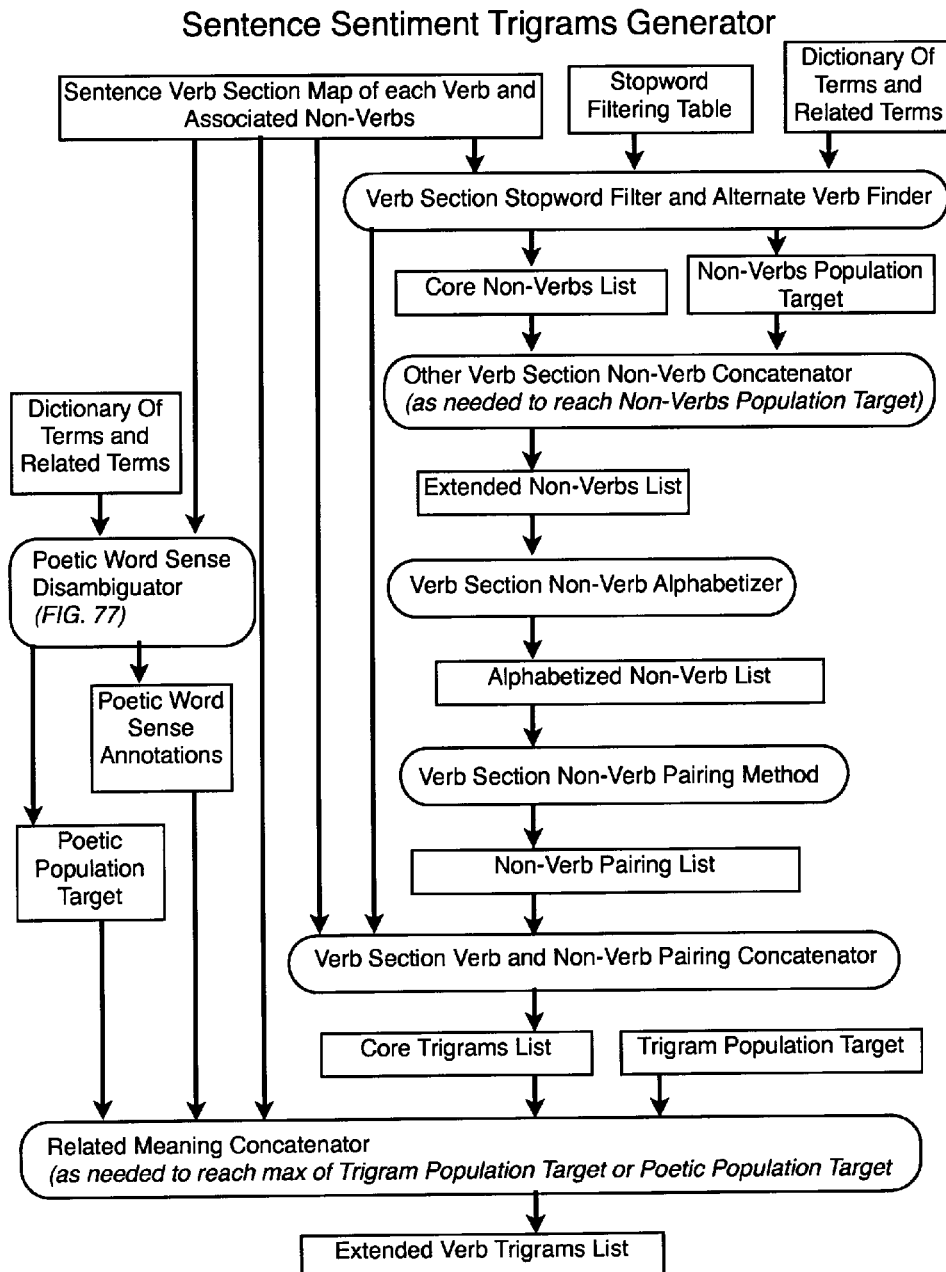 Sentence Sentiment Trigrams Generator
Sentence Verb Section Map of each Verb and
Associated Non-Verbs
Stopword
Filtering Table
Dictionary Of
Terms and
Related Terms
Verb Section Stopword Filter and Alternate Verb Finder
Core Non-Verbs List
Non-Verbs Population
Target
Other Verb Section Non-Verb Concatenator
(as needed to reach Non-Verbs Population Target)
Dictionary Of
Terms and
Related Terms
Extended Non-Verbs List
Poetic Word Sense
Disambiguator
(FIG. 77)
Verb Section Non-Verb Alphabetizer
Alphabetized Non-Verb List
Poetic Word
Sense
Annotations
Verb Section Non-Verb Pairing Method
Poetic
Population
Target
Non-Verb Pairing List
Verb Section Verb and Non-Verb Pairing Concatenator
Core Trigrams List
Trigram Population Target
Related Meaning Concatenator
(as needed to reach max of Trigram Population Target or Poetic Population Target
Extended Verb Trigrams List